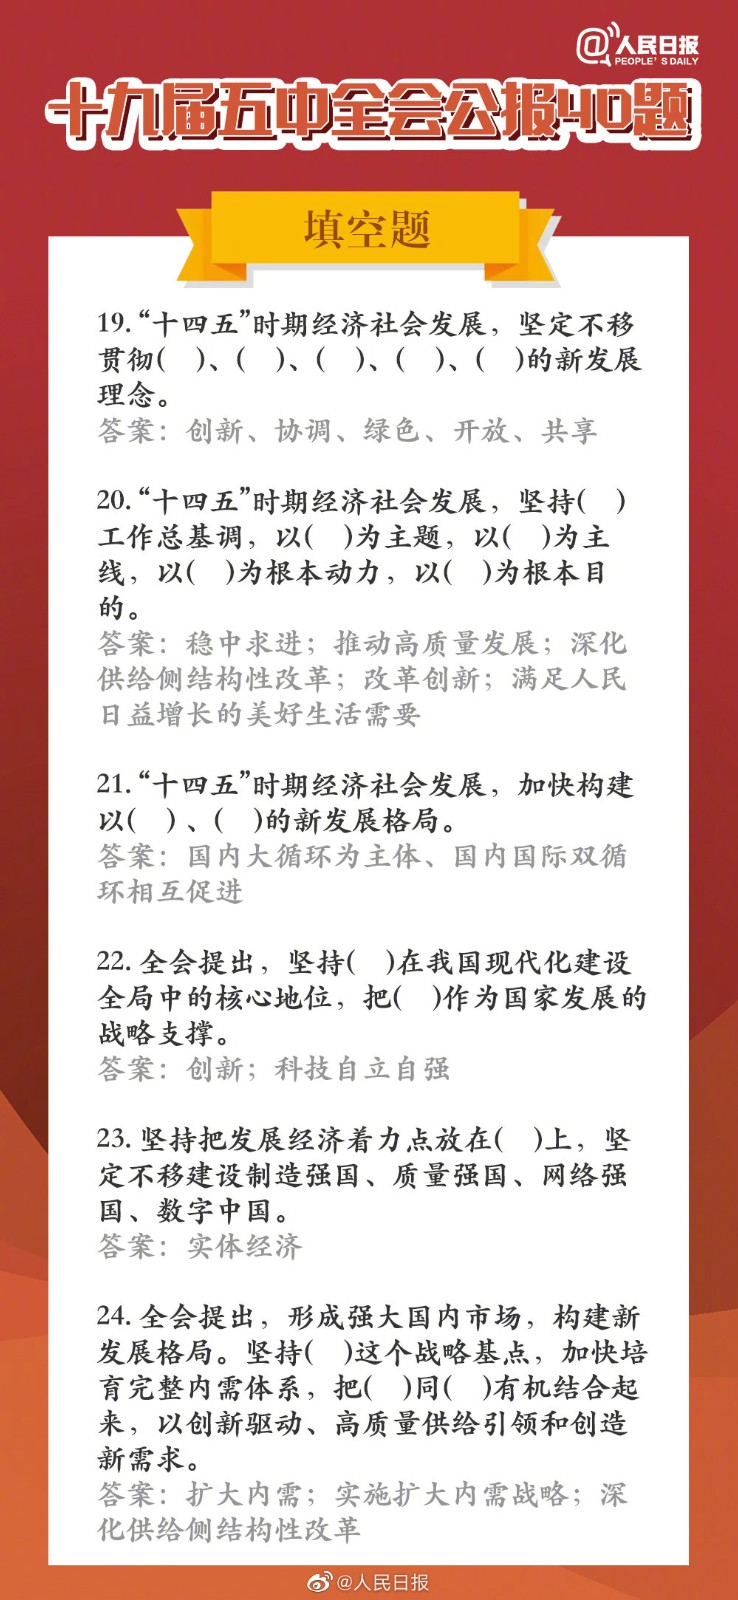 @人民日报
PEOPLE'S DAILY
十九届五中全会公报40题
填空题
19.“十四五”时期经济社会发展，坚定不移
贯彻(　)、(　)、(　)、(　)、(　)的新发展
理念。
答案：创新、协调、绿色、开放、共享
20.“十四五”时期经济社会发展，坚持(　)
工作总基调，以(　)为主题，以(　)为主
线，以(　)为根本动力，以(　)为根本目
的。
答案：稳中求进；推动高质量发展；深化
供给侧结构性改革；改革创新；满足人民
日益增长的美好生活需要
21.“十四五”时期经济社会发展，加快构建
以(　)、(　)的新发展格局。
答案：国内大循环为主体、国内国际双循
环相互促进
22. 全会提出，坚持(　)在我国现代化建设
全局中的核心地位，把(　)作为国家发展的
战略支撑。
答案：创新；科技自立自强
23. 坚持把发展经济着力点放在(　)上，坚
定不移建设制造强国、质量强国、网络强
国、数字中国。
答案：实体经济
24. 全会提出，形成强大国内市场，构建新
发展格局。坚持(　)这个战略基点，加快培
育完整内需体系，把(　)同(　)有机结合起
来，以创新驱动、高质量供给引领和创造
新需求。
答案：扩大内需；实施扩大内需战略；深
化供给侧结构性改革
@人民日报